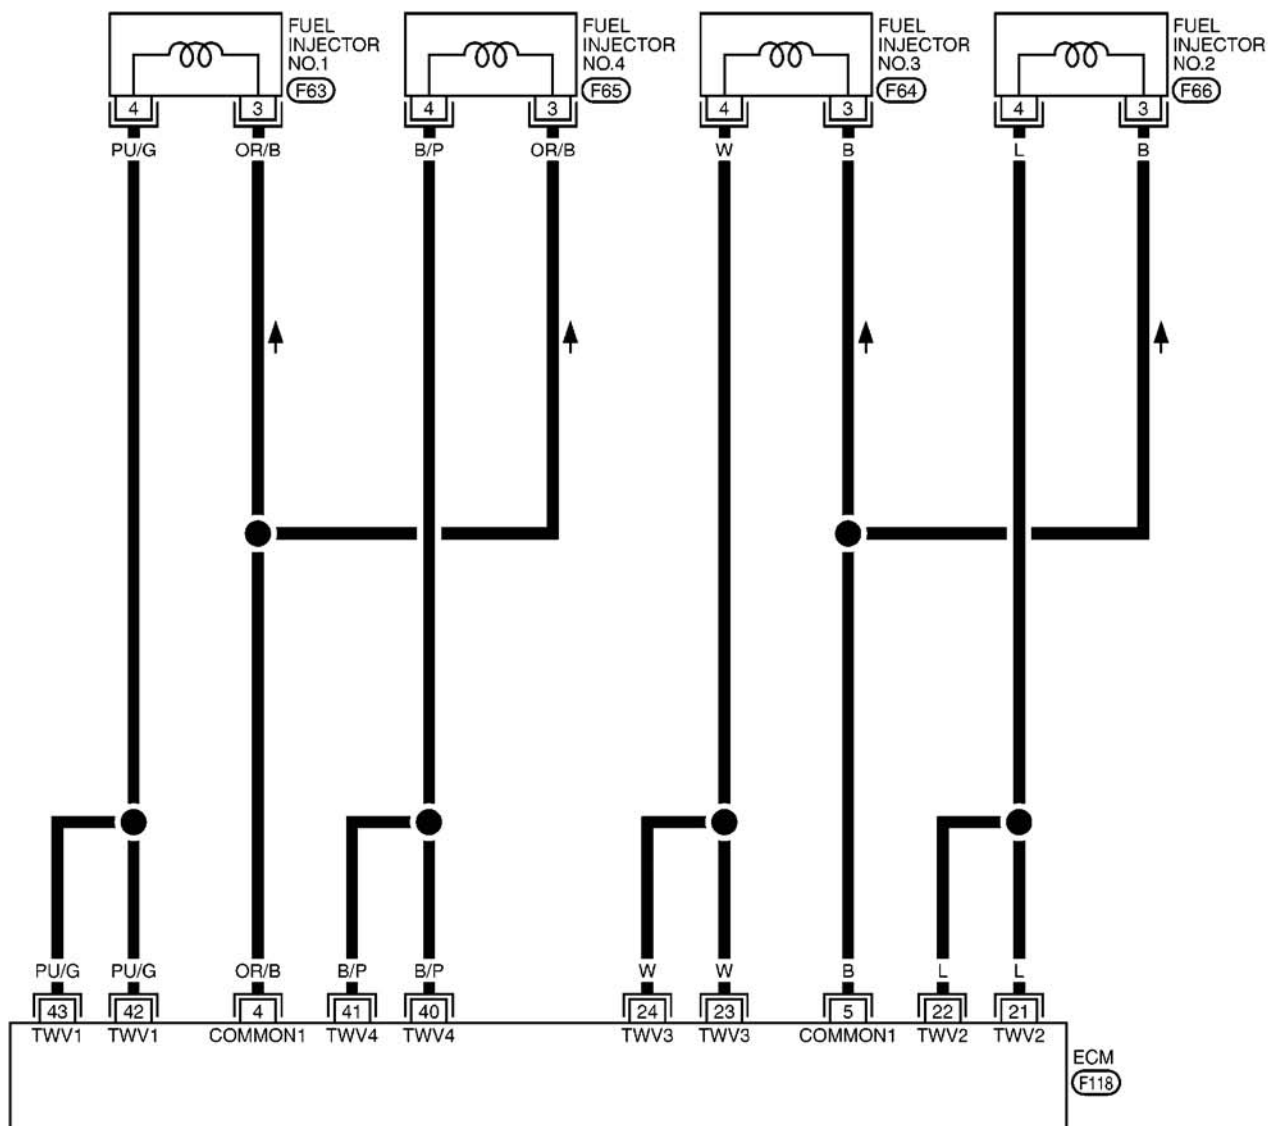 FUEL
INJECTOR
NO.1
F63
FUEL
INJECTOR
NO.4
F65
FUEL
INJECTOR
NO.3
F64
FUEL
INJECTOR
NO.2
F66
4 3 4 3 4 3 4 3
PU/G OR/B B/P OR/B W B L B
PU/G PU/G OR/B B/P B/P W W B L L
43 42 4 41 40 24 23 5 22 21
TWV1 TWV1 COMMON1 TWV4 TWV4 TWV3 TWV3 COMMON1 TWV2 TWV2
ECM
F118